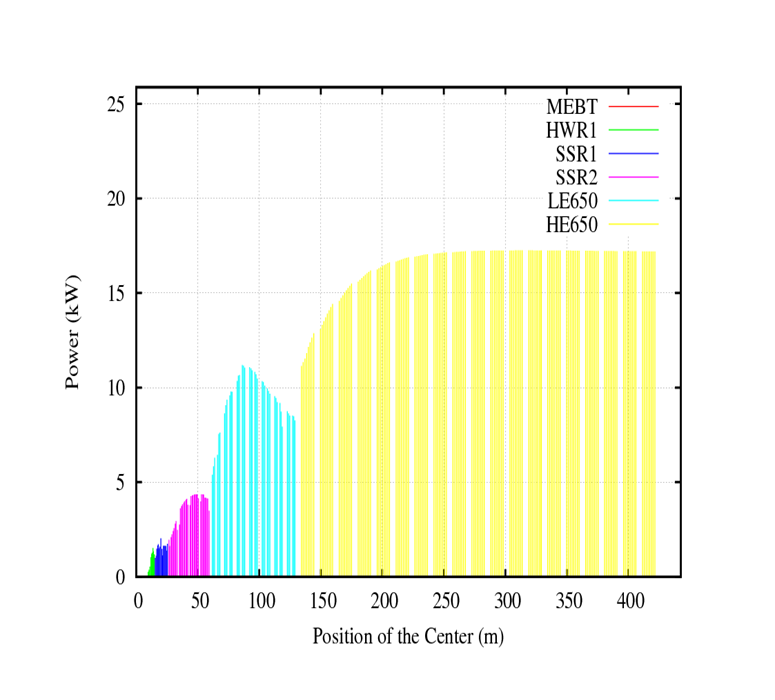 25
20
15
10
5
0
Power (kW)
MEBT
HWR1
SSR1
SSR2
LE650
HE650
0 50 100 150 200 250 300 350 400
Position of the Center (m)